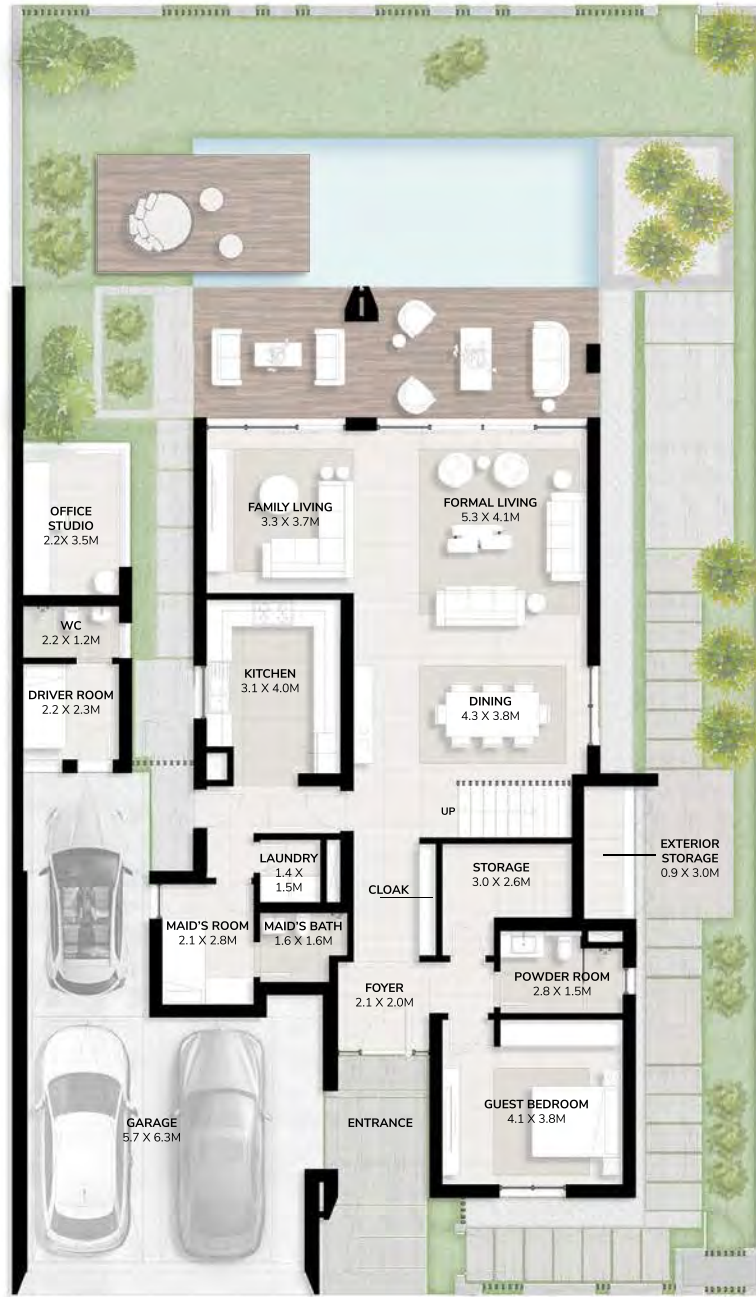 OFFICE
STUDIO
2.2X 3.5M
FAMILY LIVING
3.3 X 3.7M
FORMAL LIVING
5.3 X 4.1M
WC
2.2 X 1.2M
DRIVER ROOM
2.2 X 2.3M
KITCHEN
3.1 X 4.0M
DINING
4.3 X 3.8M
UP
LAUNDRY
1.4 X
1.5M
CLOAK
STORAGE
3.0 X 2.6M
EXTERIOR
STORAGE
0.9 X 3.0M
MAID'S ROOM
2.1 X 2.8M
MAID'S BATH
1.6 X 1.6M
FOYER
2.1 X 2.0M
POWDER ROOM
2.8 X 1.5M
GARAGE
5.7 X 6.3M
ENTRANCE
GUEST BEDROOM
4.1 X 3.8M